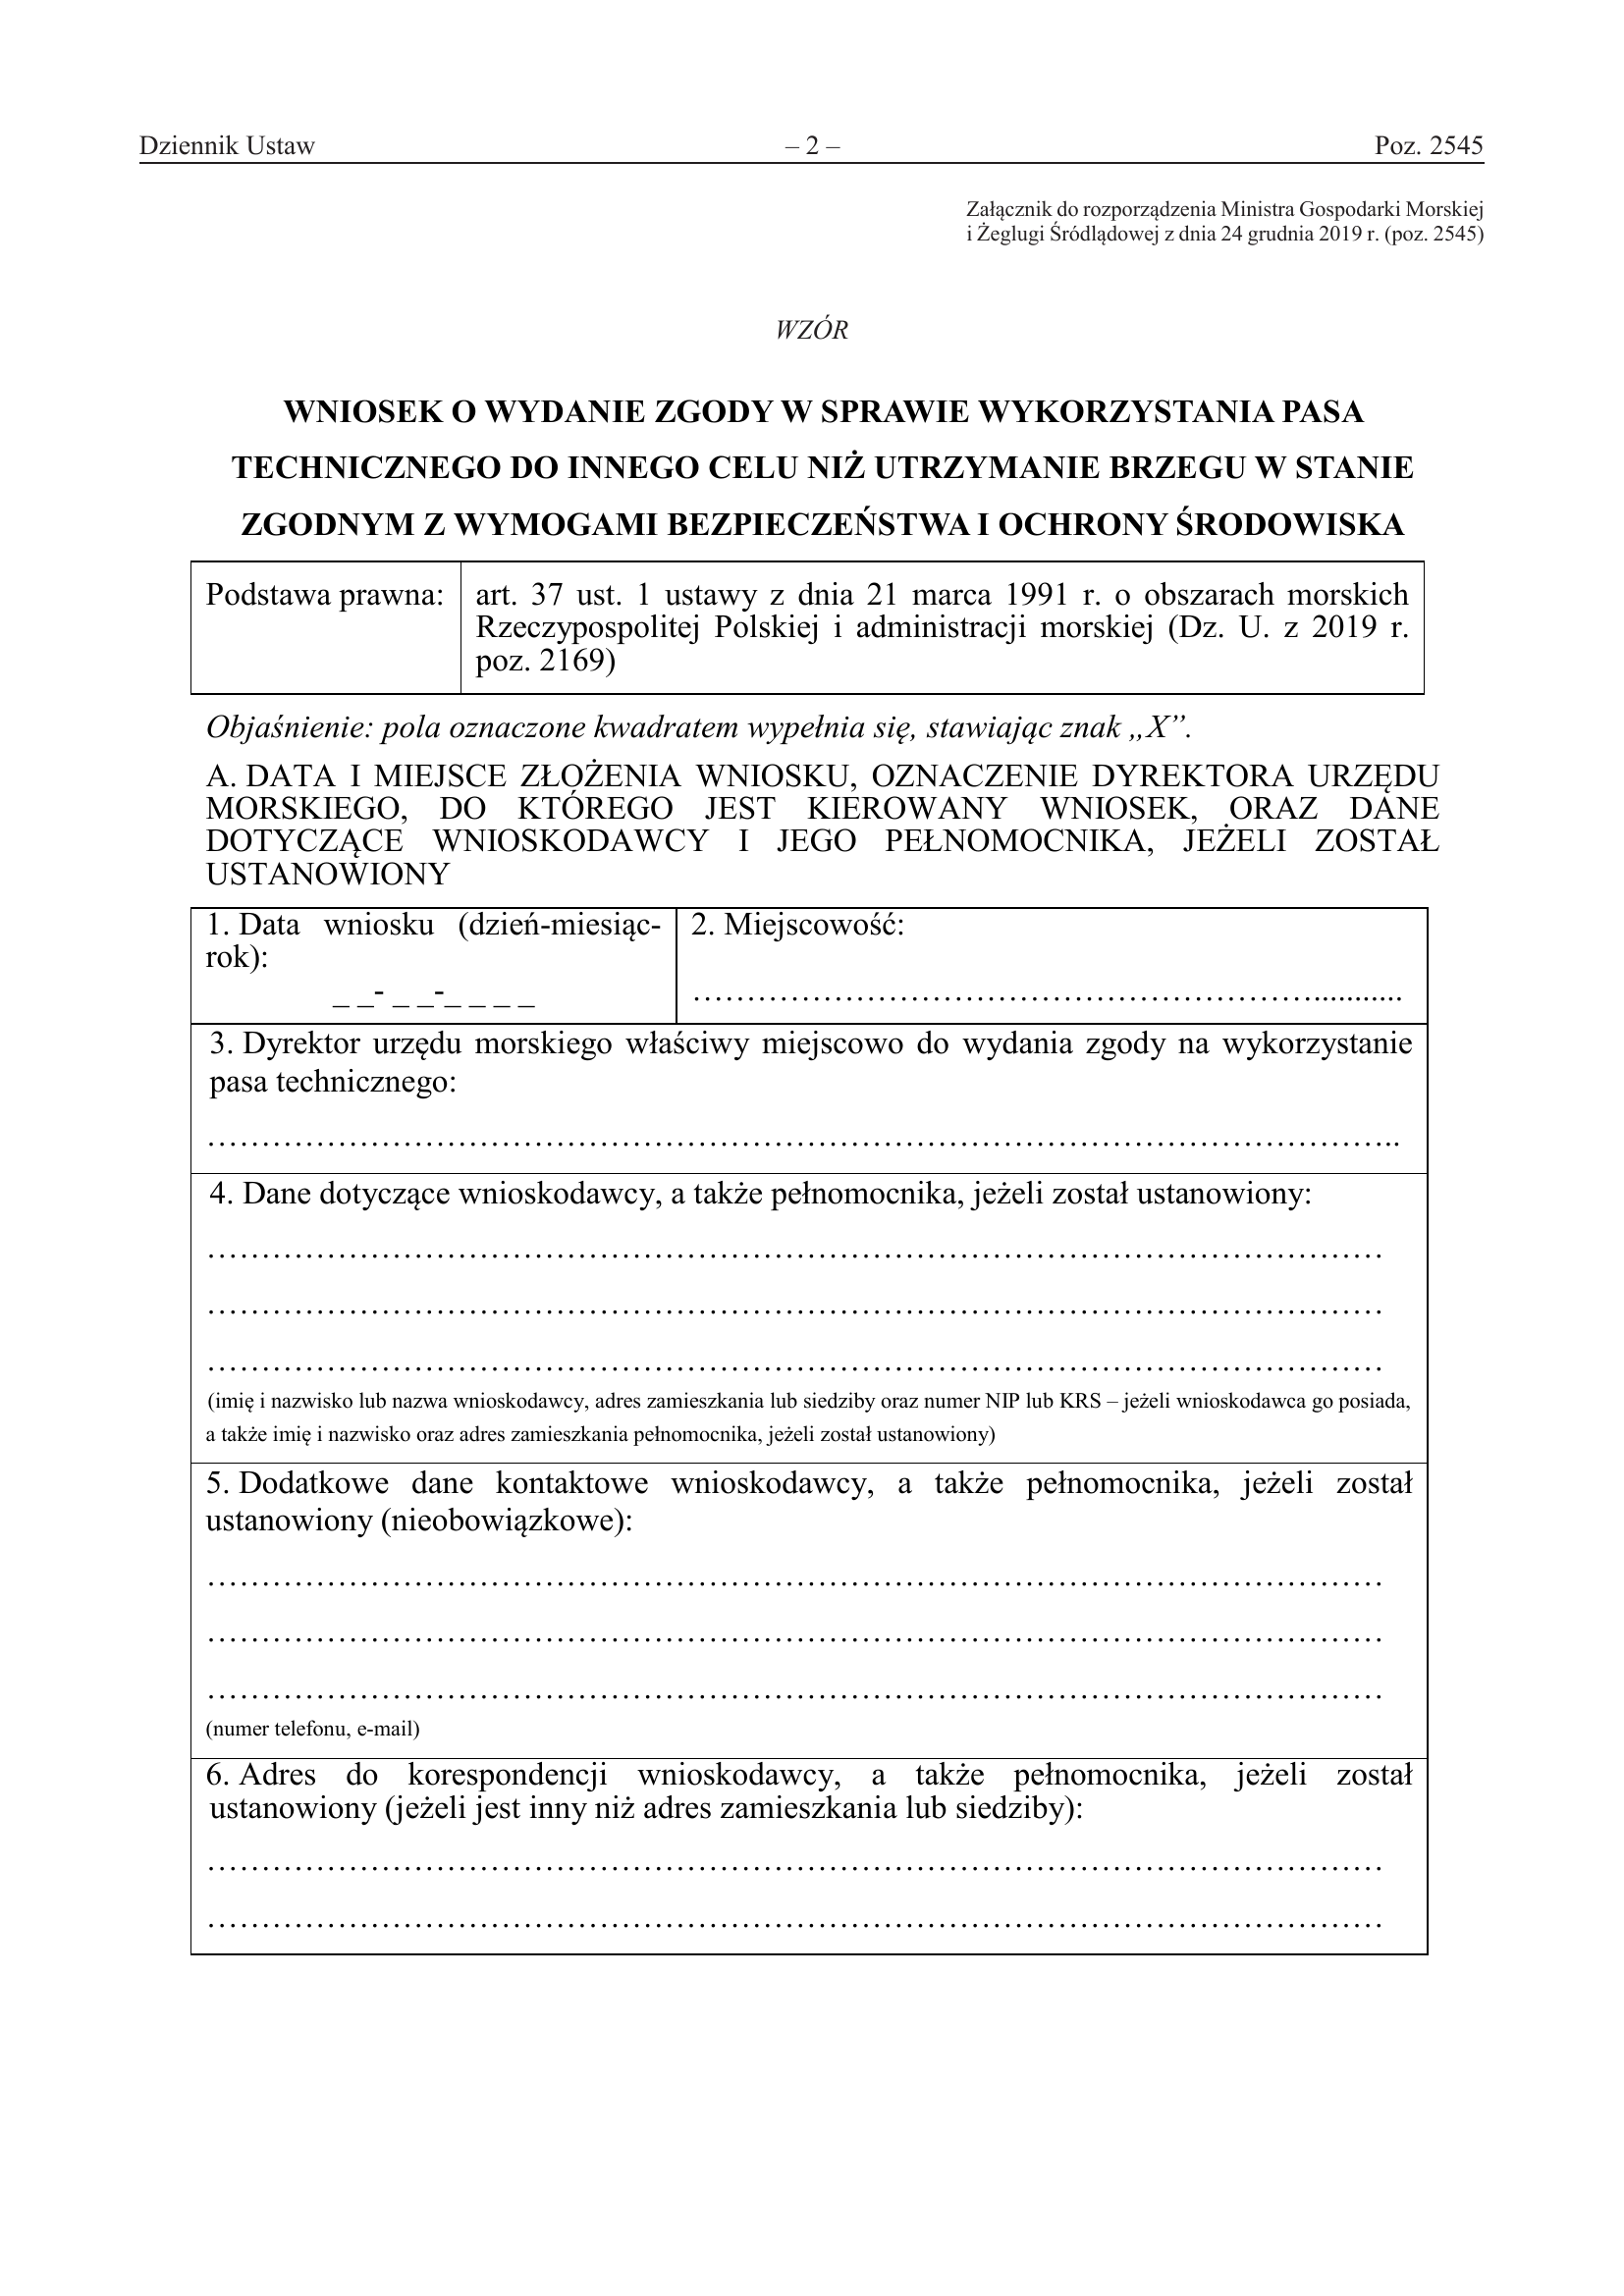 Dziennik Ustaw – 2 – Poz. 2545
Załącznik do rozporządzenia Ministra Gospodarki Morskiej
i Żeglugi Śródlądowej z dnia 24 grudnia 2019 r. (poz. 2545)
WZÓR
WNIOSEK O WYDANIE ZGODY W SPRAWIE WYKORZYSTANIA PASA
TECHNICZNEGO DO INNEGO CELU NIŻ UTRZYMANIE BRZEGU W STANIE
ZGODNYM Z WYMOGAMI BEZPIECZEŃSTWA I OCHRONY ŚRODOWISKA
Podstawa prawna:
art. 37 ust. 1 ustawy z dnia 21 marca 1991 r. o obszarach morskich
Rzeczypospolitej Polskiej i administracji morskiej (Dz. U. z 2019 r.
poz. 2169)
Objaśnienie: pola oznaczone kwadratem wypełnia się, stawiając znak „X”.
A. DATA I MIEJSCE ZŁOŻENIA WNIOSKU, OZNACZENIE DYREKTORA URZĘDU
MORSKIEGO, DO KTÓREGO JEST KIEROWANY WNIOSEK, ORAZ DANE
DOTYCZĄCE WNIOSKODAWCY I JEGO PEŁNOMOCNIKA, JEŻELI ZOSTAŁ
USTANOWIONY
1. Data wniosku (dzień-miesiąc-
rok):
_ _- _ _-_ _ _ _
2. Miejscowość:
…………………………………………………...........
3. Dyrektor urzędu morskiego właściwy miejscowo do wydania zgody na wykorzystanie
pasa technicznego:
…………………………………………………………………………………………………..
4. Dane dotyczące wnioskodawcy, a także pełnomocnika, jeżeli został ustanowiony:
…………………………………………………………………………………………………
…………………………………………………………………………………………………
…………………………………………………………………………………………………
(imię i nazwisko lub nazwa wnioskodawcy, adres zamieszkania lub siedziby oraz numer NIP lub KRS – jeżeli wnioskodawca go posiada,
a także imię i nazwisko oraz adres zamieszkania pełnomocnika, jeżeli został ustanowiony)
5. Dodatkowe dane kontaktowe wnioskodawcy, a także pełnomocnika, jeżeli został
ustanowiony (nieobowiązkowe):
…………………………………………………………………………………………………
…………………………………………………………………………………………………
…………………………………………………………………………………………………
(numer telefonu, e-mail)
6. Adres do korespondencji wnioskodawcy, a także pełnomocnika, jeżeli został
ustanowiony (jeżeli jest inny niż adres zamieszkania lub siedziby):
…………………………………………………………………………………………………
…………………………………………………………………………………………………